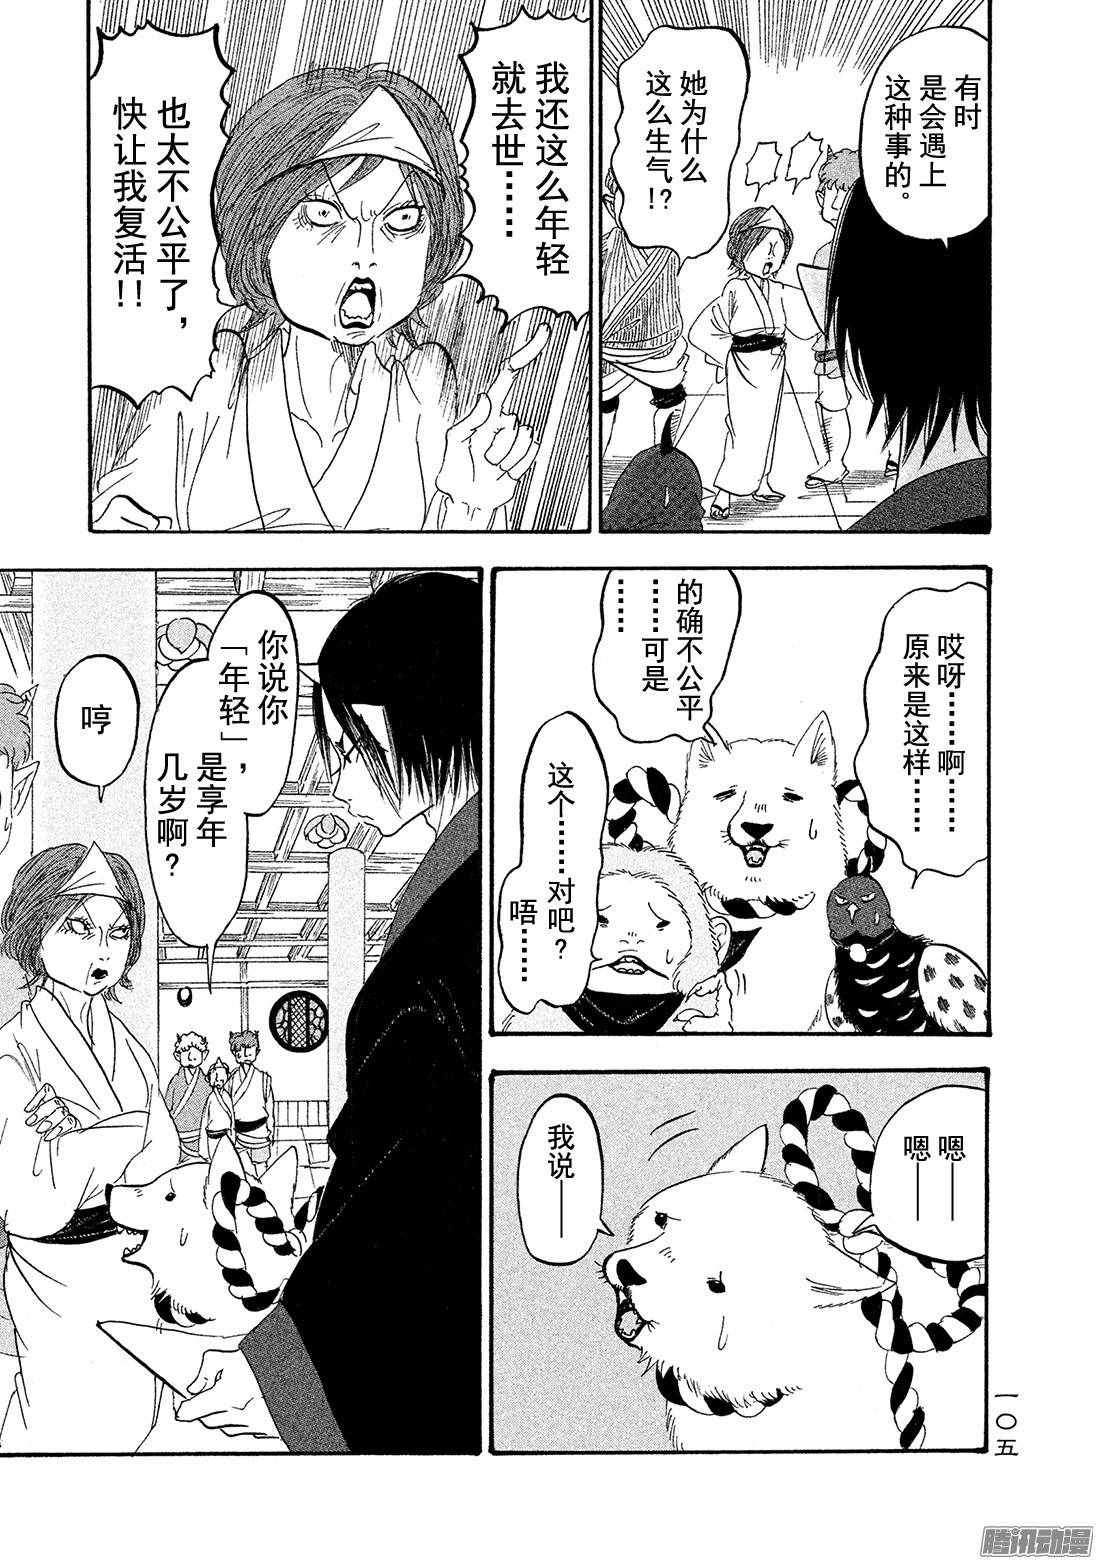 有时
是会遇上
这种事的。
她为什么
这么生气!?
我还这么年轻
就去世……
也太不公平了，
快让我复活!!
哎呀……啊……
原来是这样……
的确不公平
……可是
……
这个……对吧?
唔……
嗯——
嗯——
我说——
你说你
「年轻」，
是享年
几岁啊?
哼
一〇五
腾讯动漫